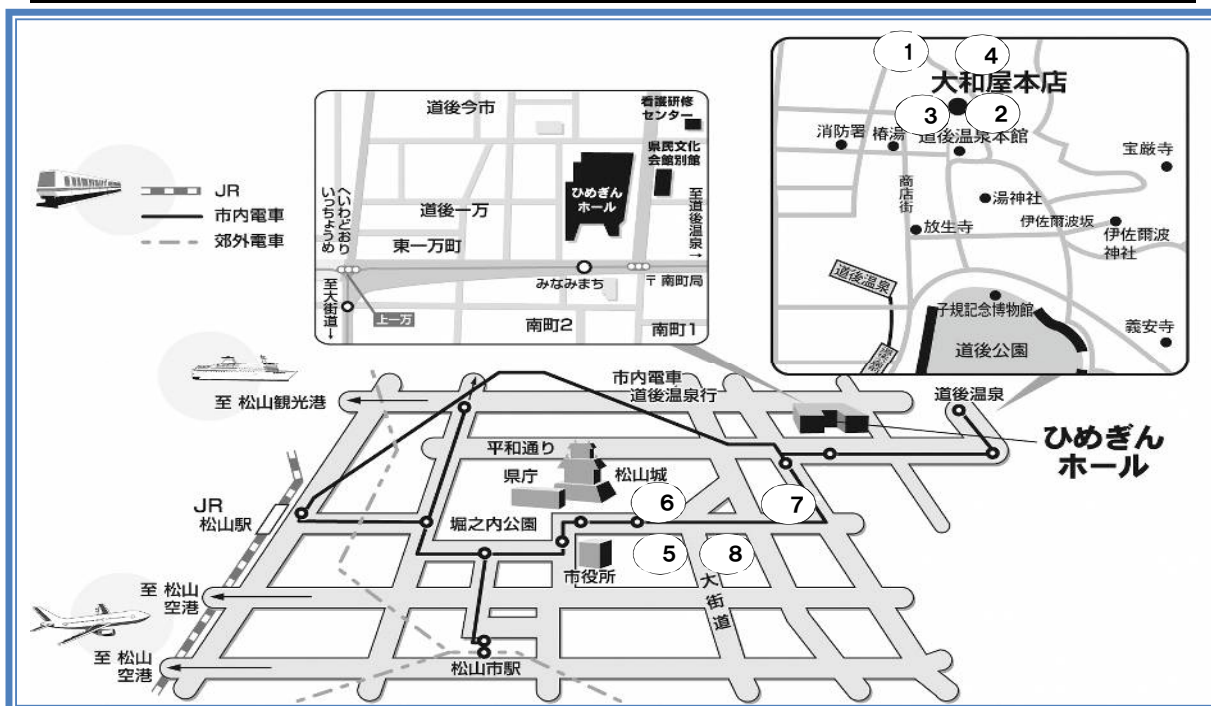 JR
市内電車
郊外電車
道後今市
看護研修
センター
県民文化
会館別館
ひめぎん
ホール
へいわどおり
いっちょうめ
道後一万
東一万町
至道後温泉→
みなみまち
〒南町局
至大街道→
上一万
南町2
南町1
1
4
大和屋本店
3
2
消防署
椿湯
道後温泉本館
宝厳寺
商店街
湯神社
放生寺
伊佐爾波坂
伊佐爾波
神社
道後温泉
子規記念博物館
道後公園
義安寺
至 松山観光港
市内電車
道後温泉行
道後温泉
ひめぎん
ホール
平和通り
県庁
松山城
JR
松山駅
堀之内公園
6
7
5
8
市役所
大街道
至 松山
空港
至 松山
空港
松山市駅